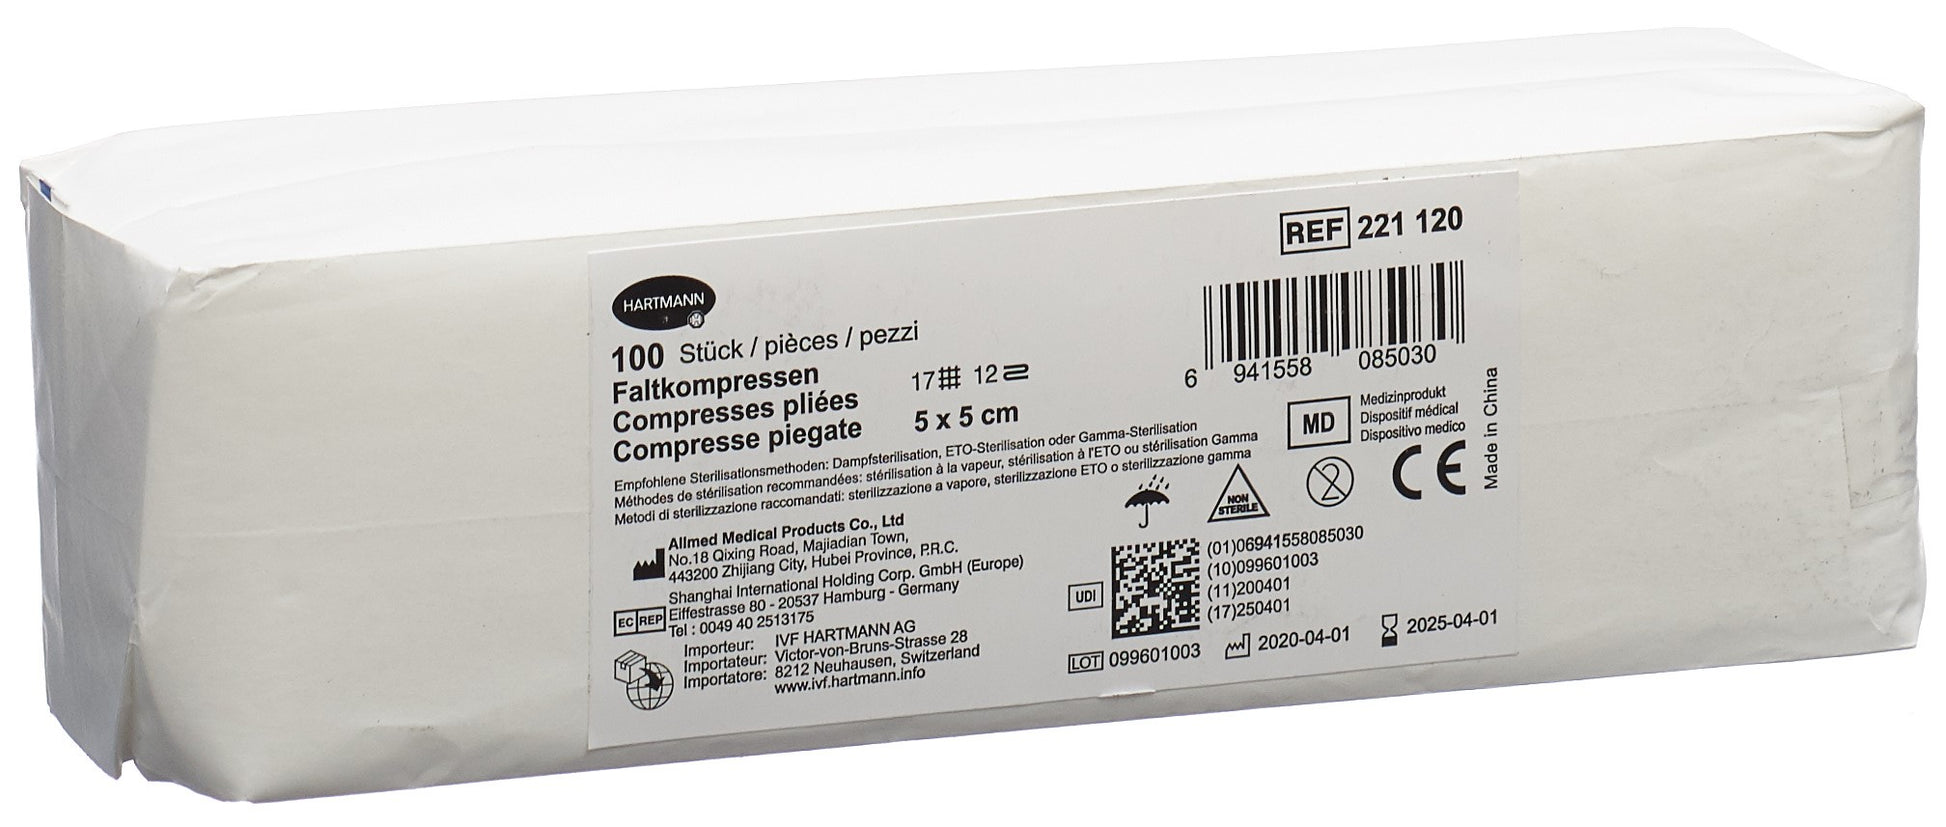 HARTMANN
REF 221 120
100 Stück / pièces / pezzi
Faltkompressen
Compresses pliées
Compresse piegate
17 12
5 x 5 cm
6 941558 085030
MD
Medizinprodukt
Dispositif médical
Dispositivo medico
Made in China
Empfohlene Sterilisationsmethoden: Dampfsterilisation, ETO-Sterilisation oder Gamma-Sterilisation
Méthodes de stérilisation recommandées: stérilisation à la vapeur, stérilisation à l'ETO ou stérilisation Gamma
Metodi di sterilizzazione raccomandati: sterilizzazione a vapore, sterilizzazione ETO o sterilizzazione gamma
NON
STERILE
2
CE
Allmed Medical Products Co., Ltd
No.18 Qixing Road, Majiadian Town,
443200 Zhijiang City, Hubei Province, P.R.C.
EC REP
Shanghai International Holding Corp. GmbH (Europe)
Eiffestrasse 80 - 20537 Hamburg - Germany
Tel : 0049 40 2513175
Importeur: IVF HARTMANN AG
Importateur: Victor-von-Bruns-Strasse 28
Importatore: 8212 Neuhausen, Switzerland
www.ivf.hartmann.info
UDI
(01)06941558085030
(10)099601003
(11)200401
(17)250401
LOT 099601003
2020-04-01
2025-04-01